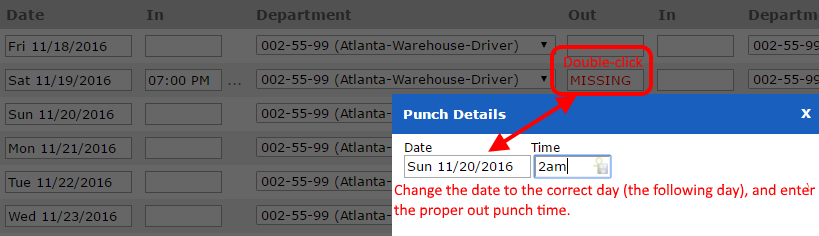 Date In Department Out In Departm
Fri 11/18/2016 002-55-99 (Atlanta-Warehouse-Driver) 002-55-99
Double-click
Sat 11/19/2016 07:00 PM ... 002-55-99 (Atlanta-Warehouse-Driver) MISSING 002-55-99
Sun 11/20/2016 002-55-99 (Atlanta-
Punch Details x
Mon 11/21/2016 002-55-99 (Atlanta-
Date Time
Sun 11/20/2016 2am
Tue 11/22/2016 002-55-99 (Atlanta-
Change the date to the correct day (the following day), and enter
Wed 11/23/2016 002-55-99 (Atlanta-
the proper out punch time.